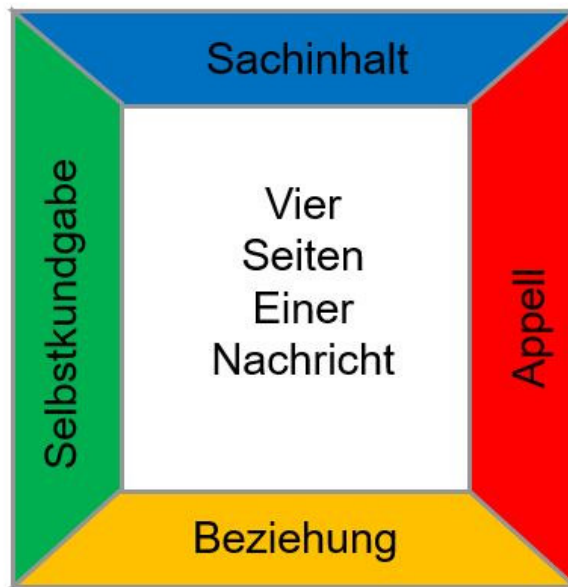 Sachinhalt
Selbstkundgabe
Vier
Seiten
Einer
Nachricht
Appell
Beziehung